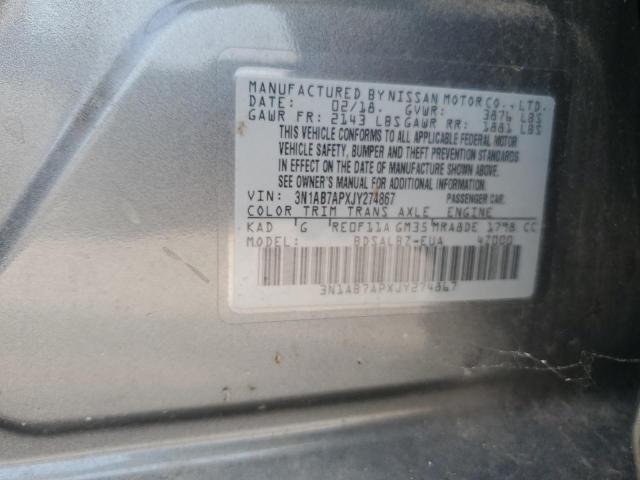 MANUFACTURED BY NISSAN MOTOR CO., LTD.
DATE: 02/18. GVWR: 3876 LBS
GAWR FR: 2143 LBS GAWR RR: 1881 LBS
THIS VEHICLE CONFORMS TO ALL APPLICABLE FEDERAL MOTOR
VEHICLE SAFETY, BUMPER AND THEFT PREVENTION STANDARDS
IN EFFECT ON THE DATE OF MANUFACTURE SHOWN ABOVE.
SEE OWNER'S MANUAL FOR ADDITIONAL INFORMATION.
VIN: 3N1AB7APXJY274867 PASSENGER CAR
COLOR TRIM TRANS AXLE ENGINE
KAD G RE0F11A GM35 MRA8DE 1798 CC
MODEL: BDSALBZ-EUA 47000
3N1AB7APXJY274867